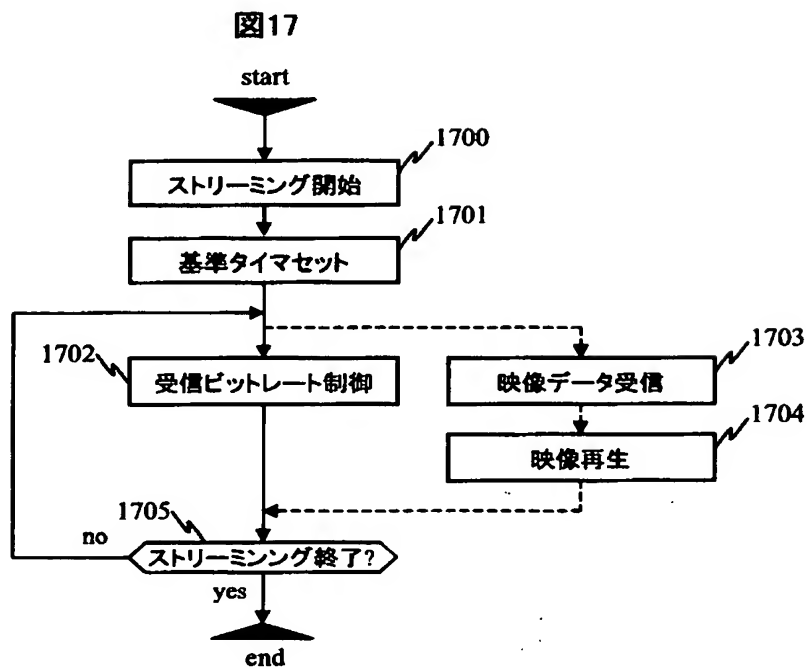 図17
start
1700
ストリーミング開始
1701
基準タイマセット
1702
受信ビットレート制御
1703
映像データ受信
1704
映像再生
1705
no
ストリーミンング終了?
yes
end